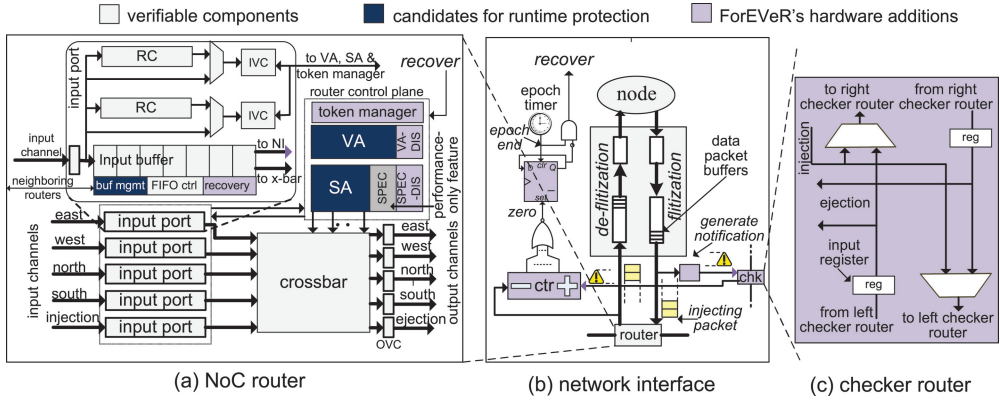 verifiable components
candidates for runtime protection
ForEVeR's hardware additions
input port
RC
IVC
to VA, SA &
token manager
RC
IVC
input
channel
Input buffer
buf mgmt
FIFO ctrl
recovery
to NI
to x-bar
neighboring
routers
recover
router control plane
token manager
VA
VA-
DIS
SA
SPEC
SPEC
-DIS
performance-
only feature
input channels
east
west
north
south
injection
input port
input port
input port
input port
input port
crossbar
east
west
north
south
ejection
OVC
output channels
(a) NoC router
recover
epoch
timer
epoch
end
D
clr
Q
set
zero
ctr
node
de-flitization
flitization
data
packet
buffers
generate
notification
chk
injecting
packet
router
(b) network interface
to right
checker router
from right
checker router
reg
injection
ejection
input
register
reg
from left
checker router
to left checker
router
(c) checker router